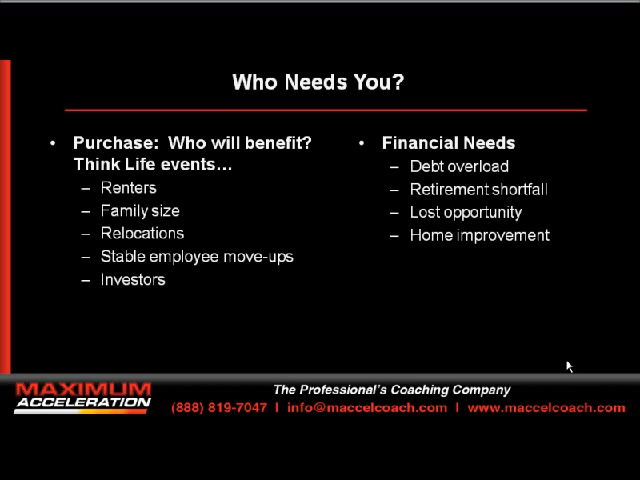 Who Needs You?
• Purchase: Who will benefit?
Think Life events…
– Renters
– Family size
– Relocations
– Stable employee move-ups
– Investors
• Financial Needs
– Debt overload
– Retirement shortfall
– Lost opportunity
– Home improvement
MAXIMUM
ACCELERATION
The Professional's Coaching Company
(888) 819-7047 | info@maccelcoach.com | www.maccelcoach.com